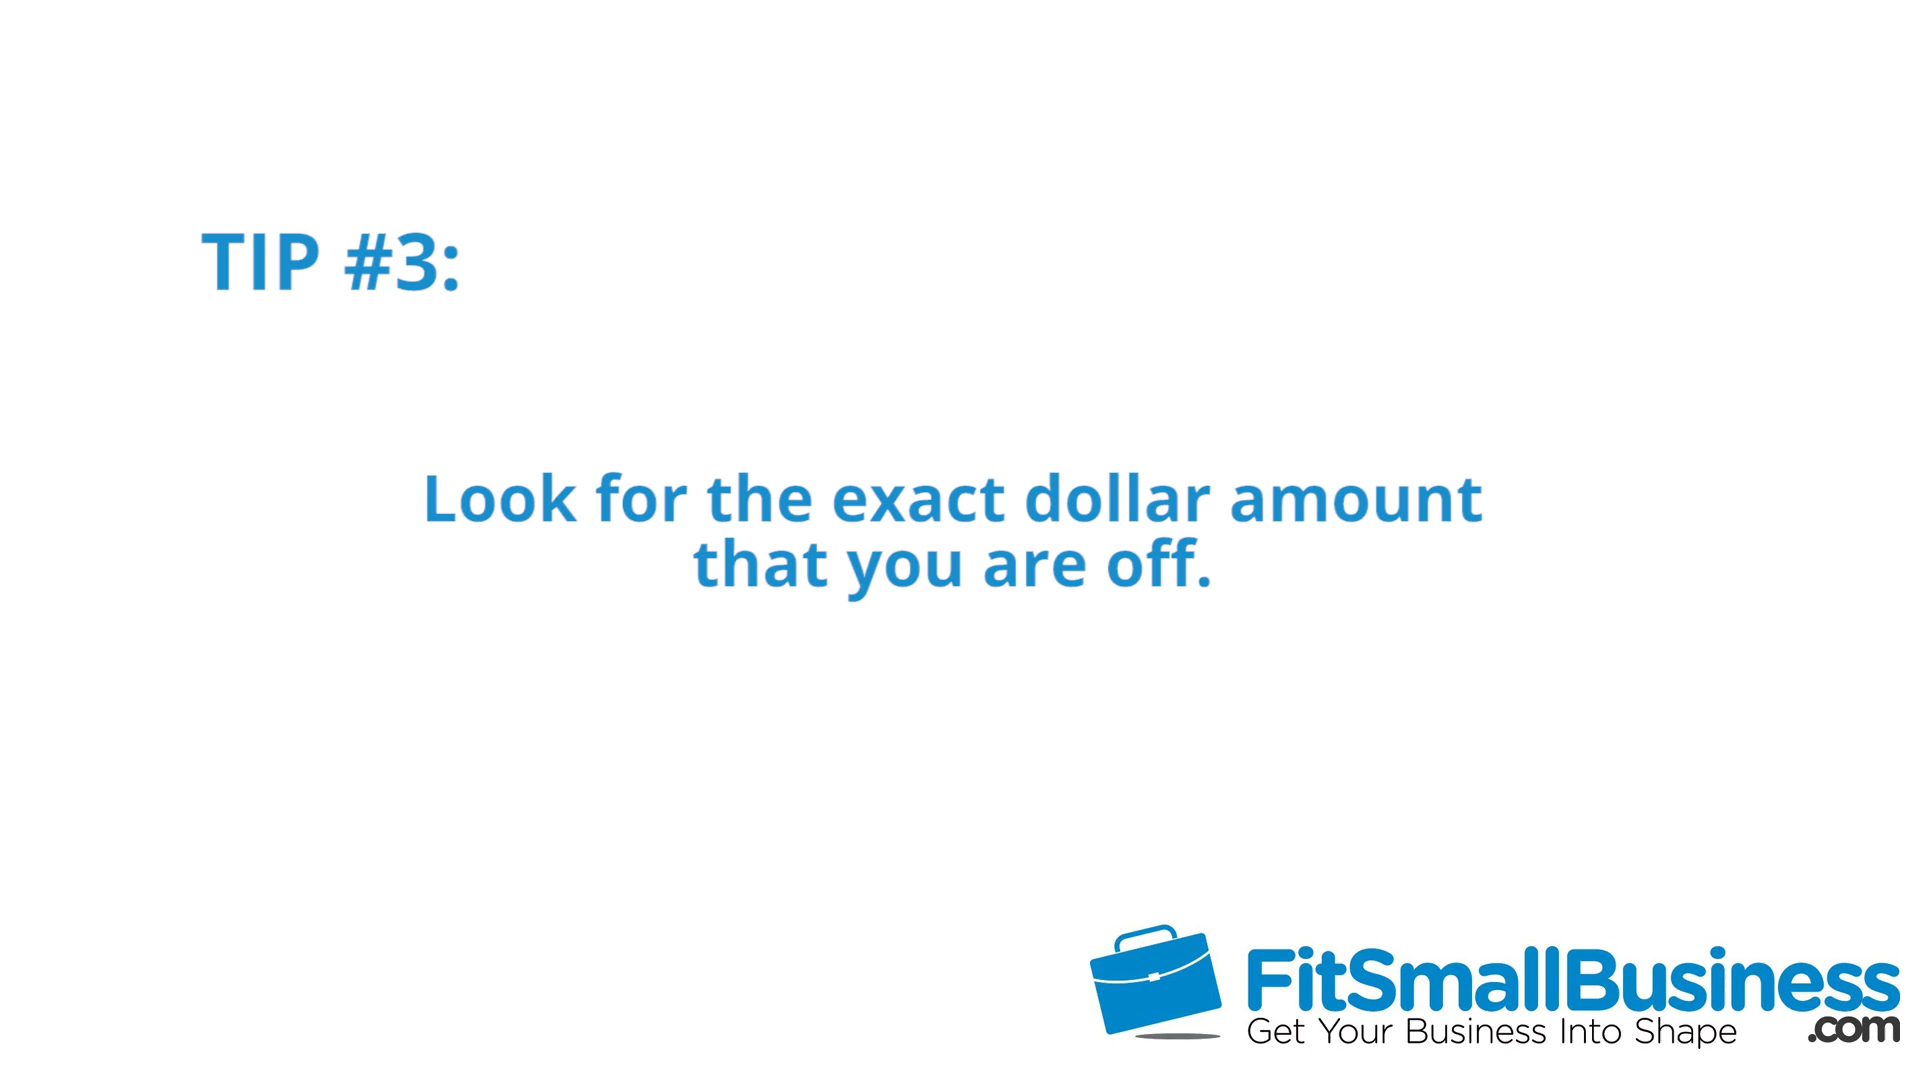 TIP #3:
Look for the exact dollar amount
that you are off.
FitSmallBusiness
Get Your Business Into Shape .com